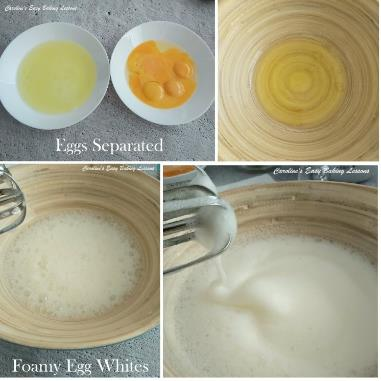 Caroline's Easy Baking Lessons
Eggs Separated
Caroline's Easy Baking Lessons
Caroline's Easy Baking Lessons
Foamy Egg Whites